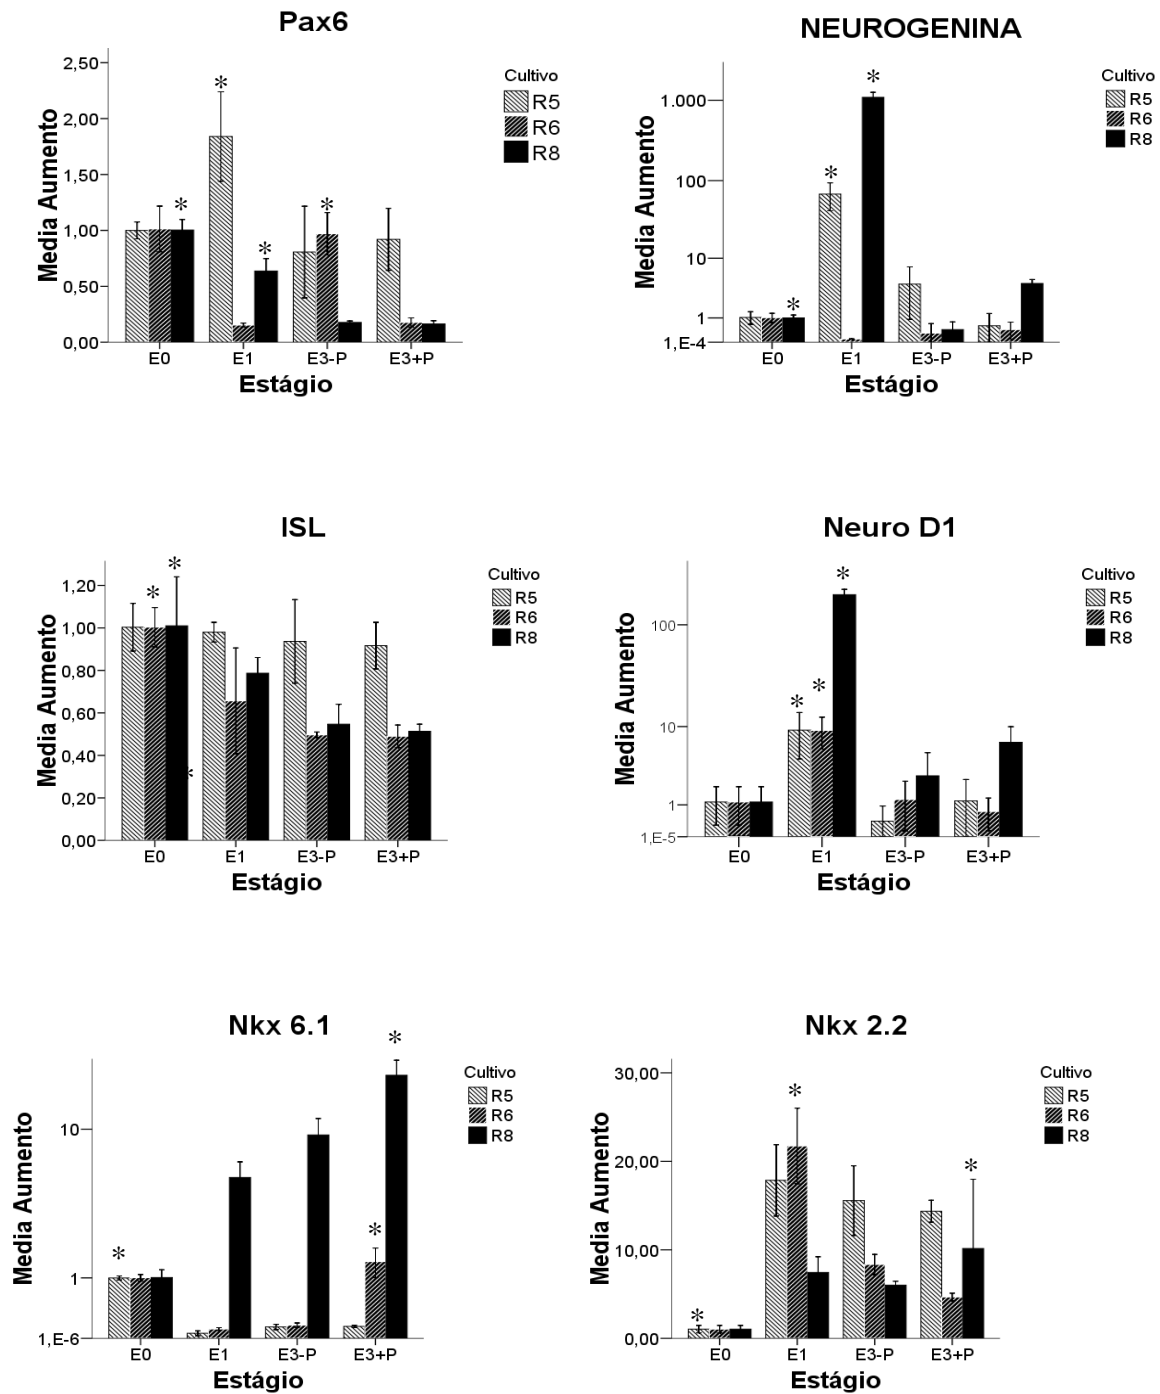 Pax6
2,50
2,00
1,50
1,00
0,50
0,00
Media Aumento
*
*
*
*
E0 E1 E3-P E3+P
Estágio
Cultivo
R5
R6
R8
NEUROGENINA
1.000
100
10
1
1,E-4
Media Aumento
*
*
*
E0 E1 E3-P E3+P
Estágio
Cultivo
R5
R6
R8
ISL
1,20
1,00
0,80
0,60
0,40
0,20
0,00
Media Aumento
*
*
*
E0 E1 E3-P E3+P
Estágio
Cultivo
R5
R6
R8
Neuro D1
100
10
1
1,E-5
Media Aumento
*
*
*
E0 E1 E3-P E3+P
Estágio
Cultivo
R5
R6
R8
Nkx 6.1
10
1
1,E-6
Media Aumento
*
*
*
E0 E1 E3-P E3+P
Estágio
Cultivo
R5
R6
R8
Nkx 2.2
30,00
20,00
10,00
0,00
Media Aumento
*
*
*
E0 E1 E3-P E3+P
Estágio
Cultivo
R5
R6
R8